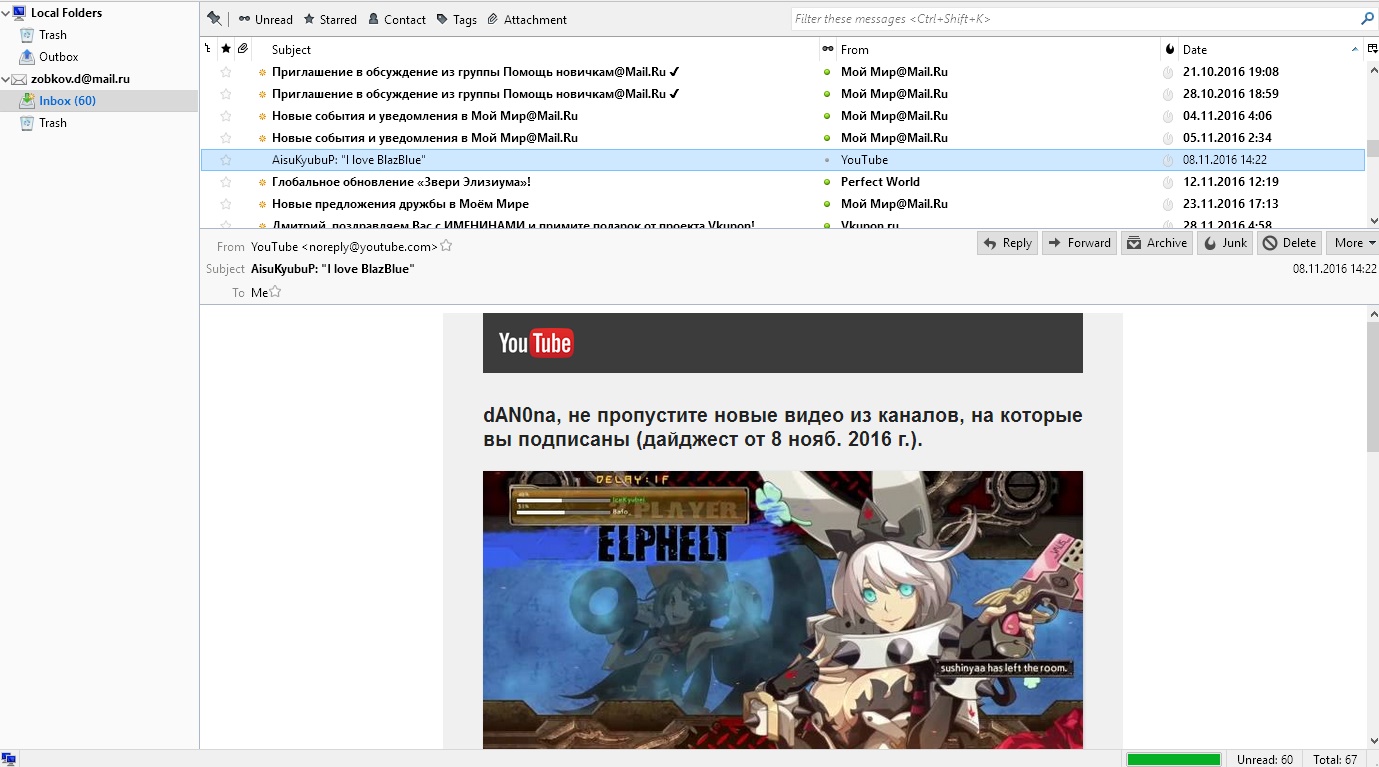 Local Folders
Trash
Outbox
zobkov.d@mail.ru
Inbox (60)
Trash
Unread Starred Contact Tags Attachment
Filter these messages <Ctrl+Shift+K>
Subject From Date
Приглашение в обсуждение из группы Помощь новичкам@Mail.Ru ✔ Мой Мир@Mail.Ru 21.10.2016 19:08
Приглашение в обсуждение из группы Помощь новичкам@Mail.Ru ✔ Мой Мир@Mail.Ru 28.10.2016 18:59
Новые события и уведомления в Мой Мир@Mail.Ru Мой Мир@Mail.Ru 04.11.2016 4:06
Новые события и уведомления в Мой Мир@Mail.Ru Мой Мир@Mail.Ru 05.11.2016 2:34
AisuKyubuP: "I love BlazBlue" YouTube 08.11.2016 14:22
Глобальное обновление «Звери Элизиума»! Perfect World 12.11.2016 12:19
Новые предложения дружбы в Моём Мире Мой Мир@Mail.Ru 23.11.2016 17:13
Дмитрий, поздравляем Вас с ИМЕНИНАМИ и примите подарок от проекта Vkupon! Vkupon.ru 28.11.2016 4:58
From YouTube <noreply@youtube.com>
Reply Forward Archive Junk Delete More
Subject AisuKyubuP: "I love BlazBlue" 08.11.2016 14:22
To Me
YouTube
dAN0na, не пропустите новые видео из каналов, на которые
вы подписаны (дайджест от 8 нояб. 2016 г.).
DELAY:1F
PLAYER
ELPHELT
sushinyaa has left the room.
Unread: 60 Total: 67